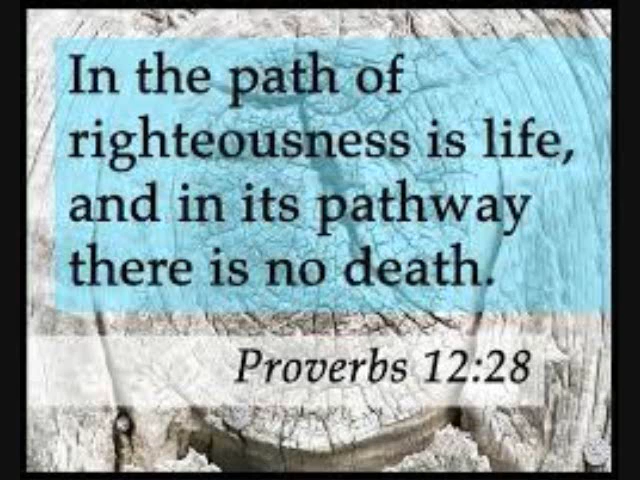 In the path of
righteousness is life,
and in its pathway
there is no death.
Proverbs 12:28